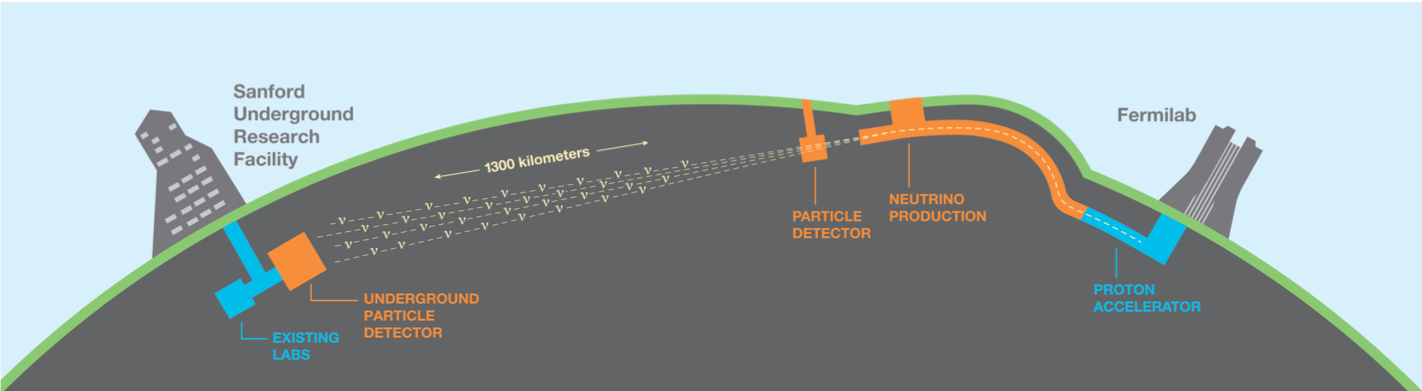 Sanford
Underground
Research
Facility
Fermilab
1300 kilometers
ν ν ν ν ν ν ν ν ν ν
ν ν ν ν ν ν ν
ν ν ν ν ν ν ν ν
ν ν ν ν ν ν
PARTICLE
DETECTOR
NEUTRINO
PRODUCTION
PROTON
ACCELERATOR
UNDERGROUND
PARTICLE
DETECTOR
EXISTING
LABS